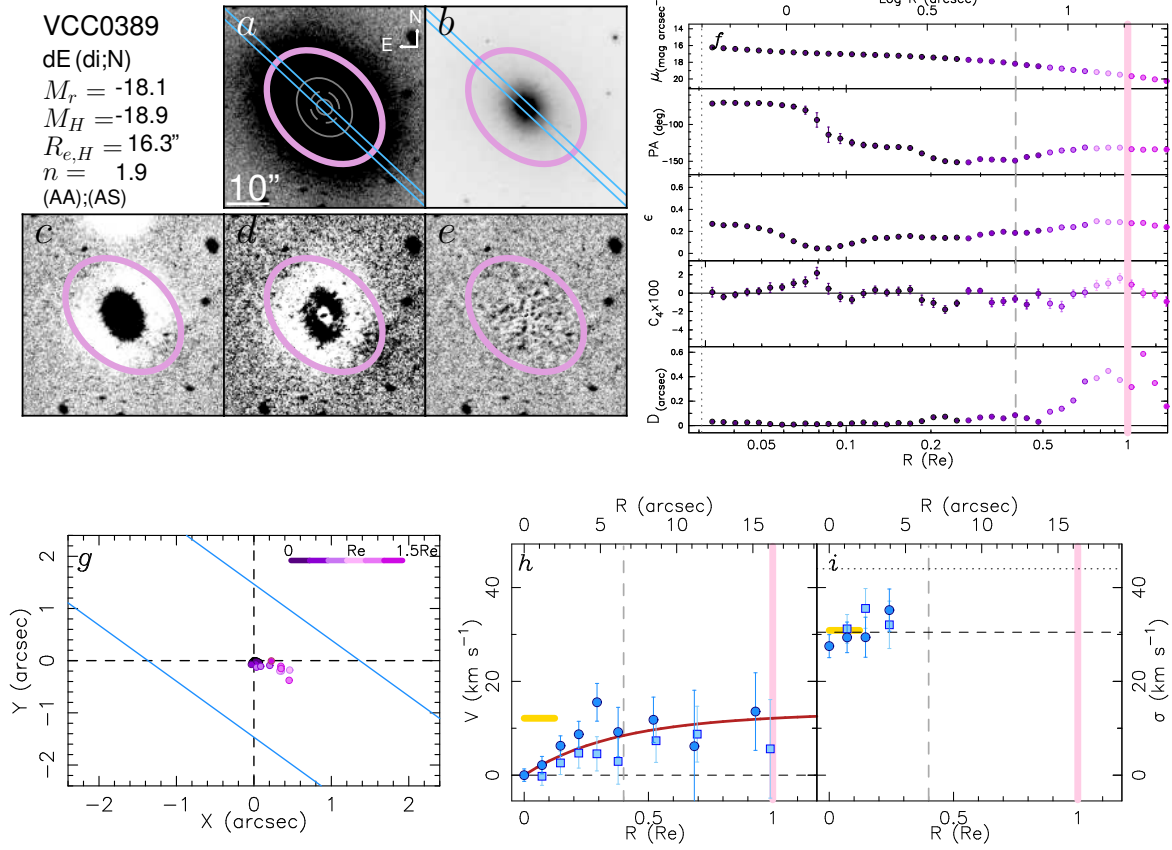 VCC0389
dE (di;N)
M_r = -18.1
M_H = -18.9
R_{e,H} = 16.3"
n = 1.9
(AA);(AS)
a
N
E
10"
b
c
d
e
Log R (arcsec)
0 0.5 1
f
μ(mag arcsec⁻
14
16
18
20
PA (deg)
-100
-150
ϵ
0.6
0.4
0.2
0
C₄x100
2
0
-2
-4
D (arcsec)
0.6
0.4
0.2
0
0.05 0.1 0.2 0.5 1
R (Re)
g
0 Re 1.5Re
Y (arcsec)
2
1
0
-1
-2
-2 -1 0 1 2
X (arcsec)
R (arcsec)
0 5 10 15
h
V (km s⁻¹)
40
20
0
0 0.5 1
R (Re)
R (arcsec)
0 5 10 15
i
40
20
0
σ (km s⁻¹)
0 0.5 1
R (Re)